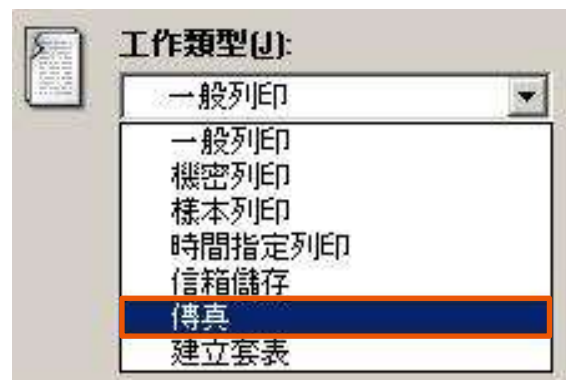 工作類型(J):
一般列印
一般列印
機密列印
樣本列印
時間指定列印
信箱儲存
傳真
建立套表